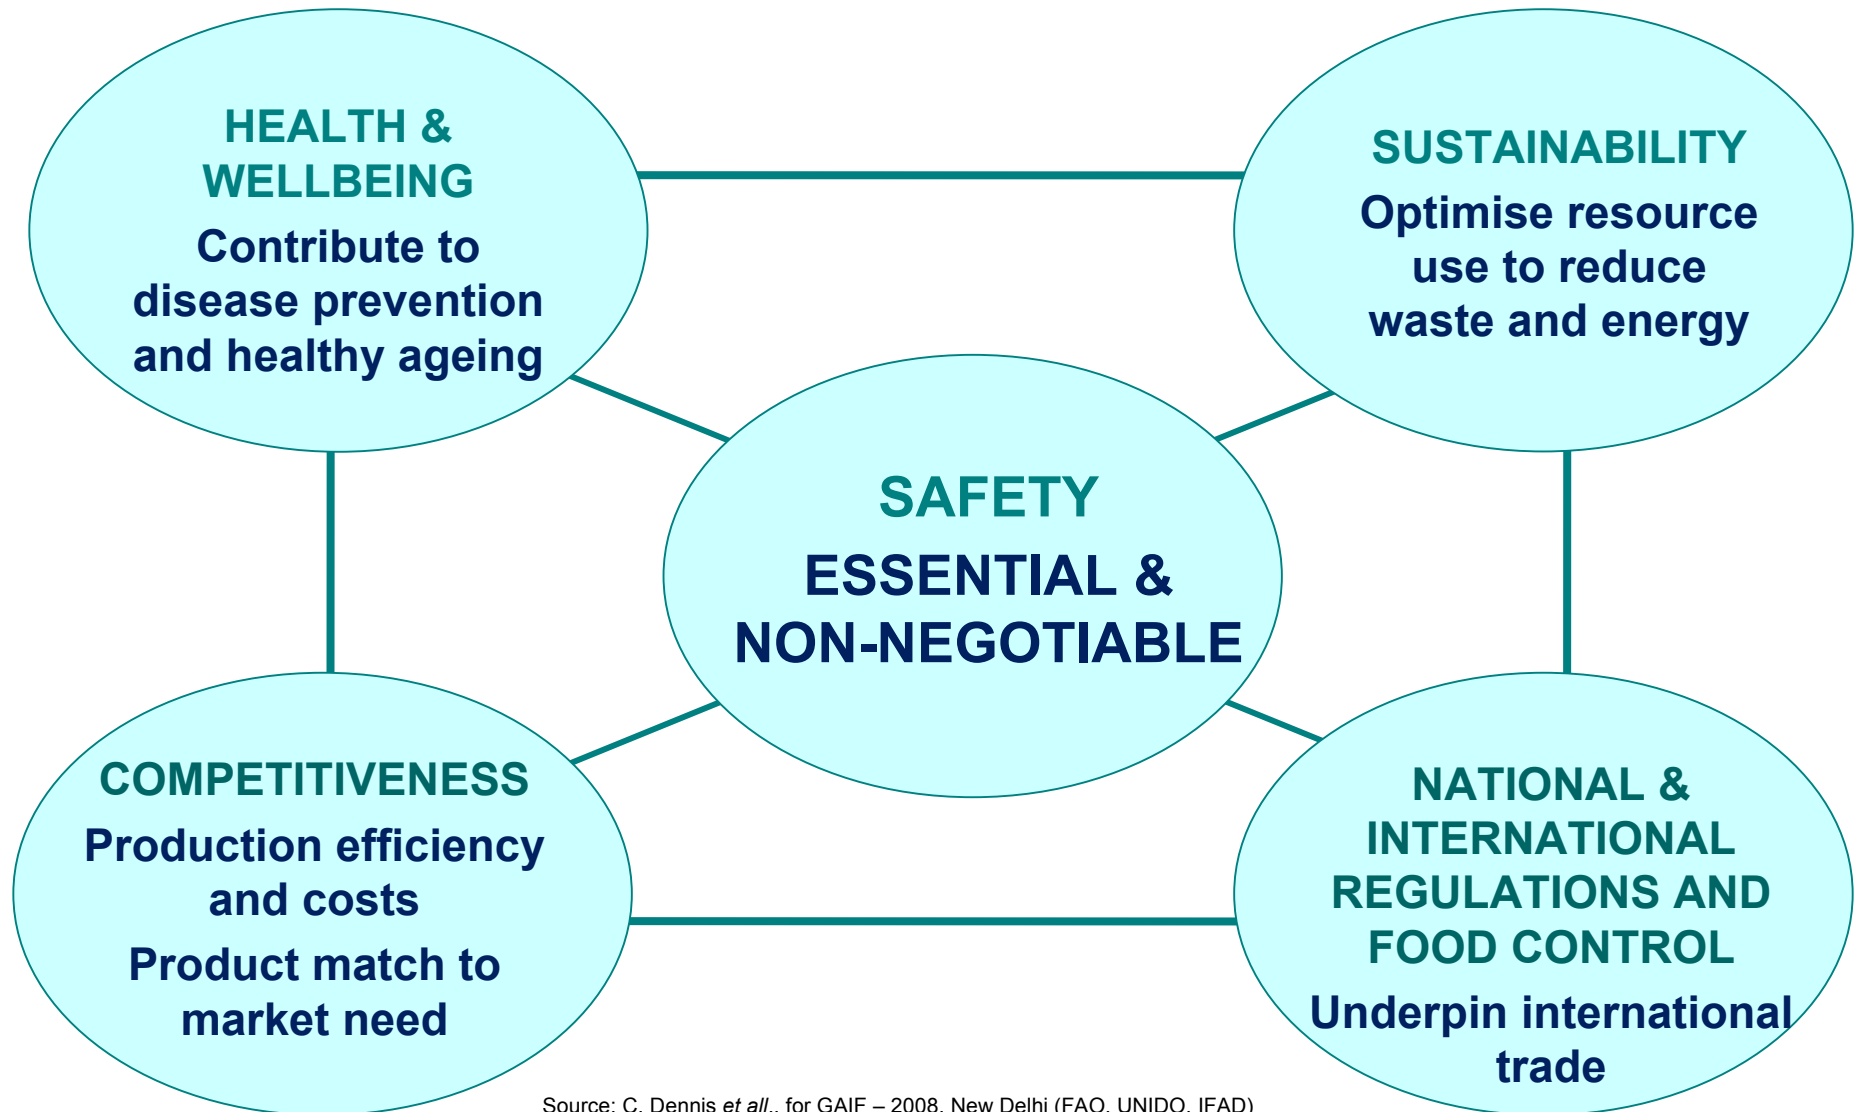 HEALTH &
WELLBEING
Contribute to
disease prevention
and healthy ageing
SUSTAINABILITY
Optimise resource
use to reduce
waste and energy
SAFETY
ESSENTIAL &
NON-NEGOTIABLE
COMPETITIVENESS
Production efficiency
and costs
Product match to
market need
NATIONAL &
INTERNATIONAL
REGULATIONS AND
FOOD CONTROL
Underpin international
trade
Source: C. Dennis et all., for GAIF – 2008, New Delhi (FAO, UNIDO, IFAD)